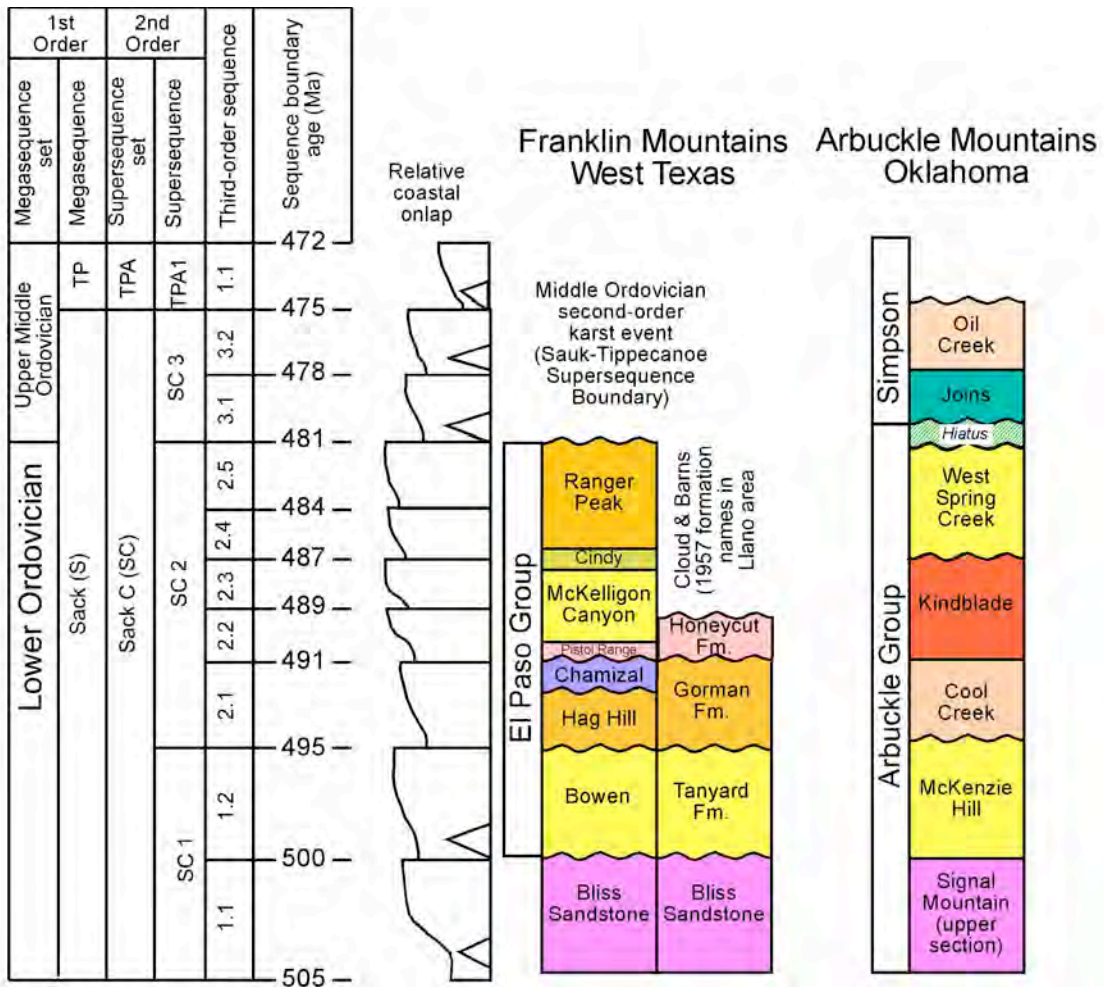 1st
Order
2nd
Order
Megasequence
set
Megasequence
Supersequence
set
Supersequence
Third-order sequence
Sequence boundary
age (Ma)
Relative
coastal
onlap
Franklin Mountains
West Texas
Arbuckle Mountains
Oklahoma
Upper Middle
Ordovician
Lower Ordovician
TP
Sack (S)
TPA
Sack C (SC)
TPA1
SC 3
SC 2
SC 1
1.1
3.2
3.1
2.5
2.4
2.3
2.2
2.1
1.2
1.1
472
475
478
481
484
487
489
491
495
500
505
Middle Ordovician
second-order
karst event
(Sauk-Tippecanoe
Supersequence
Boundary)
El Paso Group
Ranger
Peak
Cindy
McKelligon
Canyon
Pistol Range
Chamizal
Hag Hill
Bowen
Bliss
Sandstone
Cloud & Barns
(1957 formation
names in
Llano area
Honeycut
Fm.
Gorman
Fm.
Tanyard
Fm.
Bliss
Sandstone
Simpson
Arbuckle Group
Oil
Creek
Joins
Hiatus
West
Spring
Creek
Kindblade
Cool
Creek
McKenzie
Hill
Signal
Mountain
(upper
section)